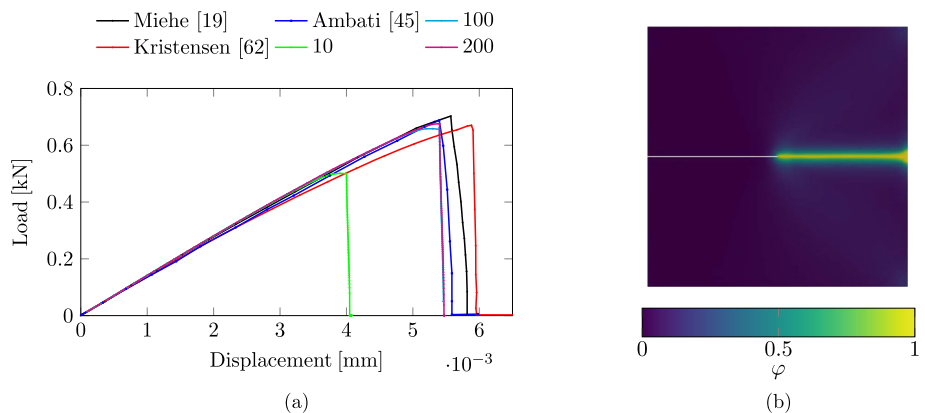 Miehe [19] Ambati [45] 100
Kristensen [62] 10 200
0.8
0.6
0.4
0.2
0
Load [kN]
0 1 2 3 4 5 6
Displacement [mm] ·10⁻³
(a)
0 0.5 1
φ
(b)